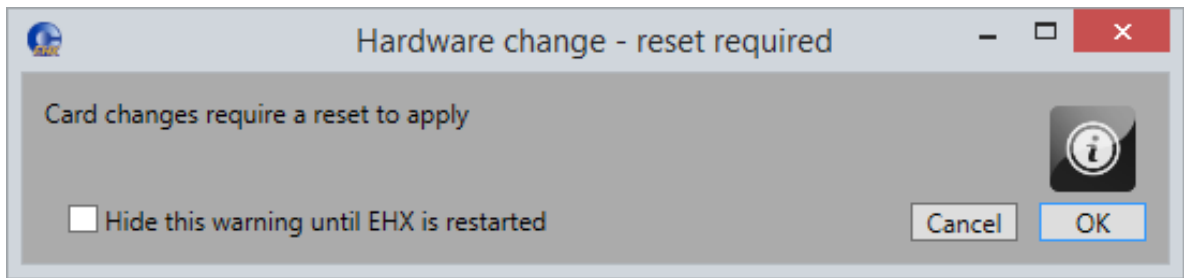 Hardware change - reset required
Card changes require a reset to apply
Hide this warning until EHX is restarted
Cancel
OK